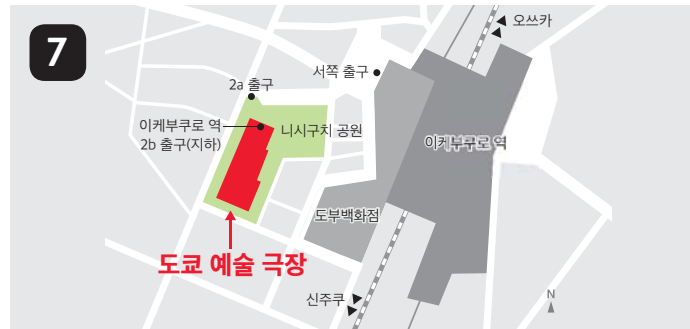 7
오쓰카
서쪽 출구
2a 출구
이케부쿠로 역
2b 출구(지하)
니시구치 공원
이케부쿠로 역
도부백화점
도쿄 예술 극장
신주쿠
N